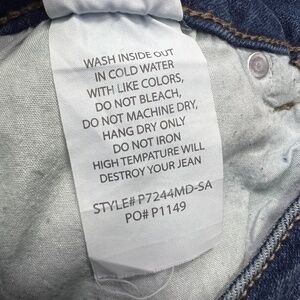 WASH INSIDE OUT
IN COLD WATER
WITH LIKE COLORS,
DO NOT BLEACH,
DO NOT MACHINE DRY,
HANG DRY ONLY
DO NOT IRON
HIGH TEMPATURE WILL
DESTROY YOUR JEAN
STYLE# P7244MD-SA
PO# P1149